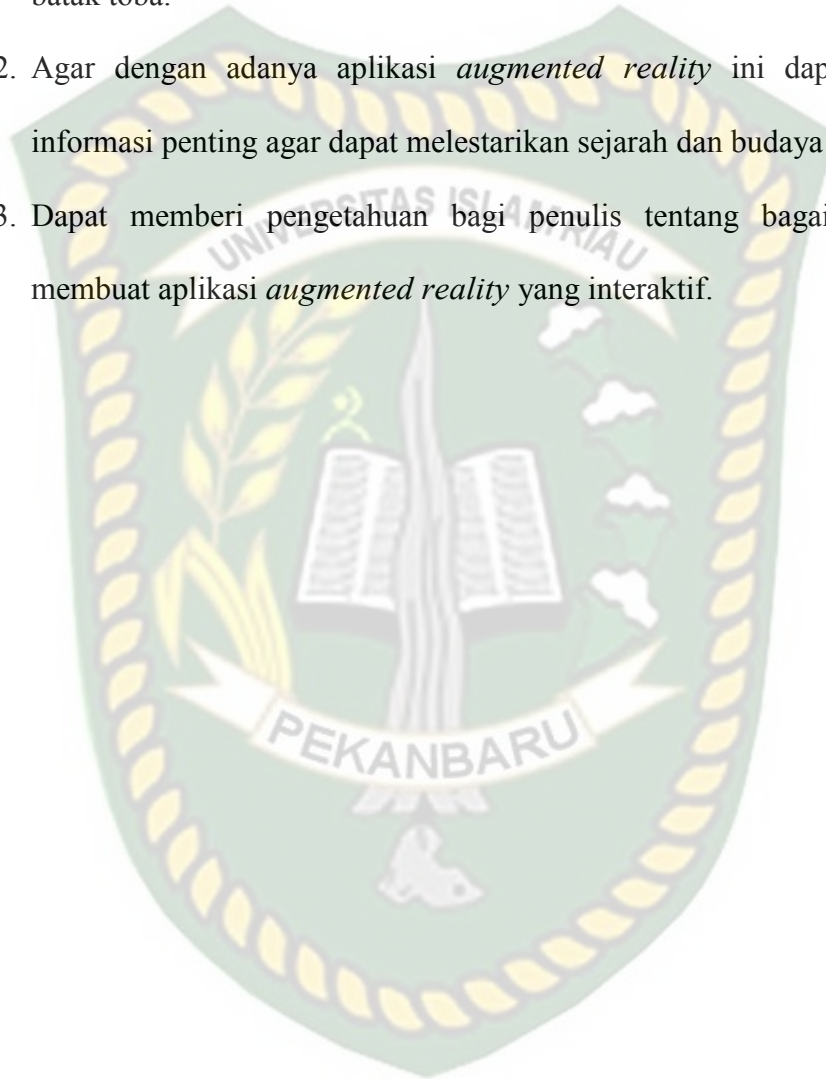 batak toba.
2. Agar dengan adanya aplikasi augmented reality ini dap
informasi penting agar dapat melestarikan sejarah dan budaya
3. Dapat memberi pengetahuan bagi penulis tentang bagai
membuat aplikasi augmented reality yang interaktif.
UNIVERSITAS ISLAM RIAU
PEKANBARU